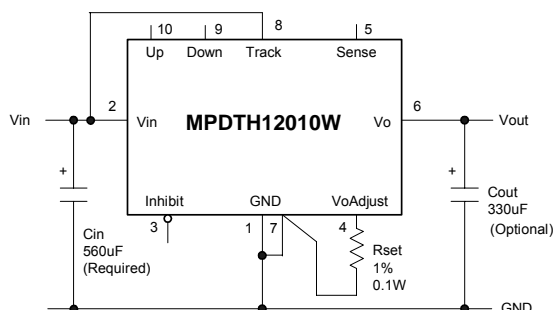 10
9
8
5
Up
Down
Track
Sense
Vin
2
Vin
MPDTH12010W
Vo
6
Vout
+
+
Inhibit
GND
VoAdjust
3
1
7
4
Cin
560uF
(Required)
Rset
1%
0.1W
Cout
330uF
(Optional)
GND